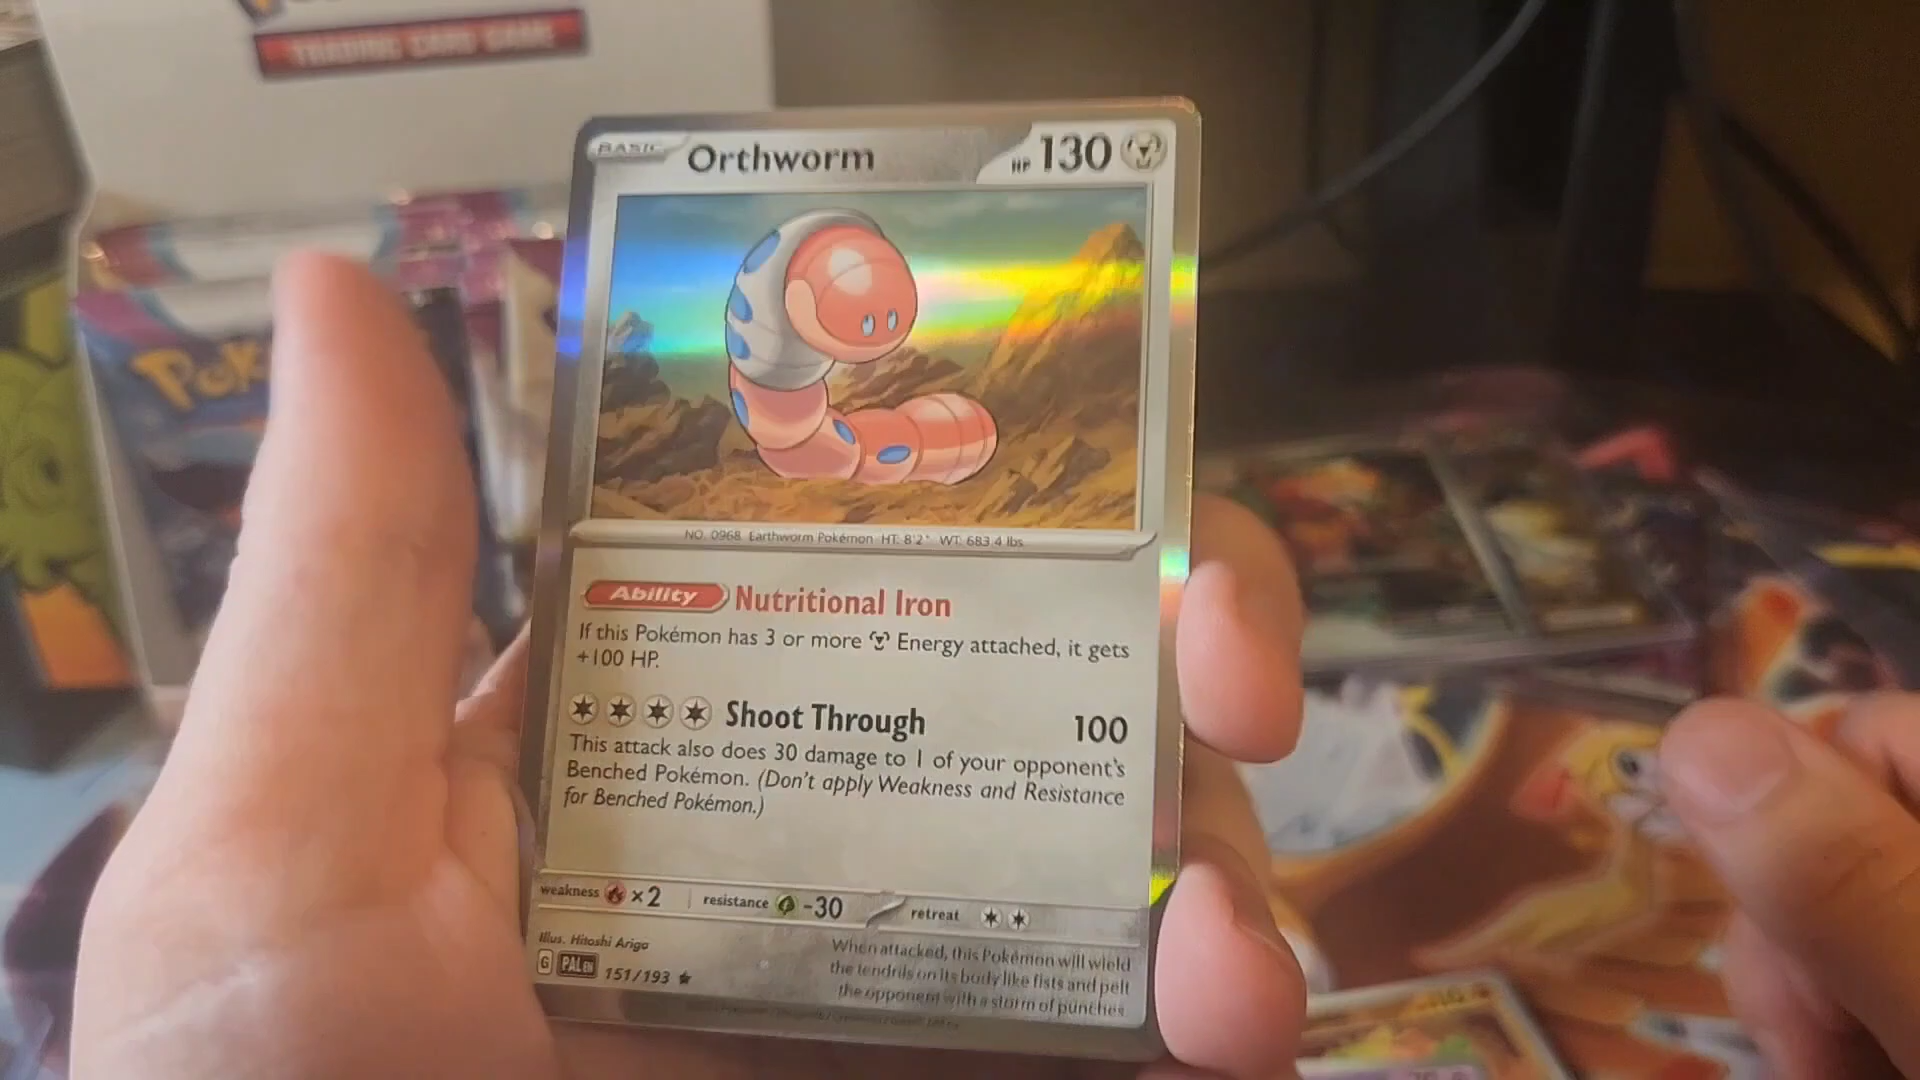 TRADING CARD GAME
Pok
BASIC Orthworm HP 130
NO. 0968 Earthworm Pokémon HT: 8'2" WT: 683.4 lbs
Ability Nutritional Iron
If this Pokémon has 3 or more Energy attached, it gets
+100 HP.
Shoot Through 100
This attack also does 30 damage to 1 of your opponent's
Benched Pokémon. (Don't apply Weakness and Resistance
for Benched Pokémon.)
weakness ×2 resistance -30 retreat
Illus. Hitoshi Ariga
G PAL EN 151/193 ★
When attacked, this Pokémon will wield
the tendrils on its body like fists and pelt
the opponent with a storm of punches.